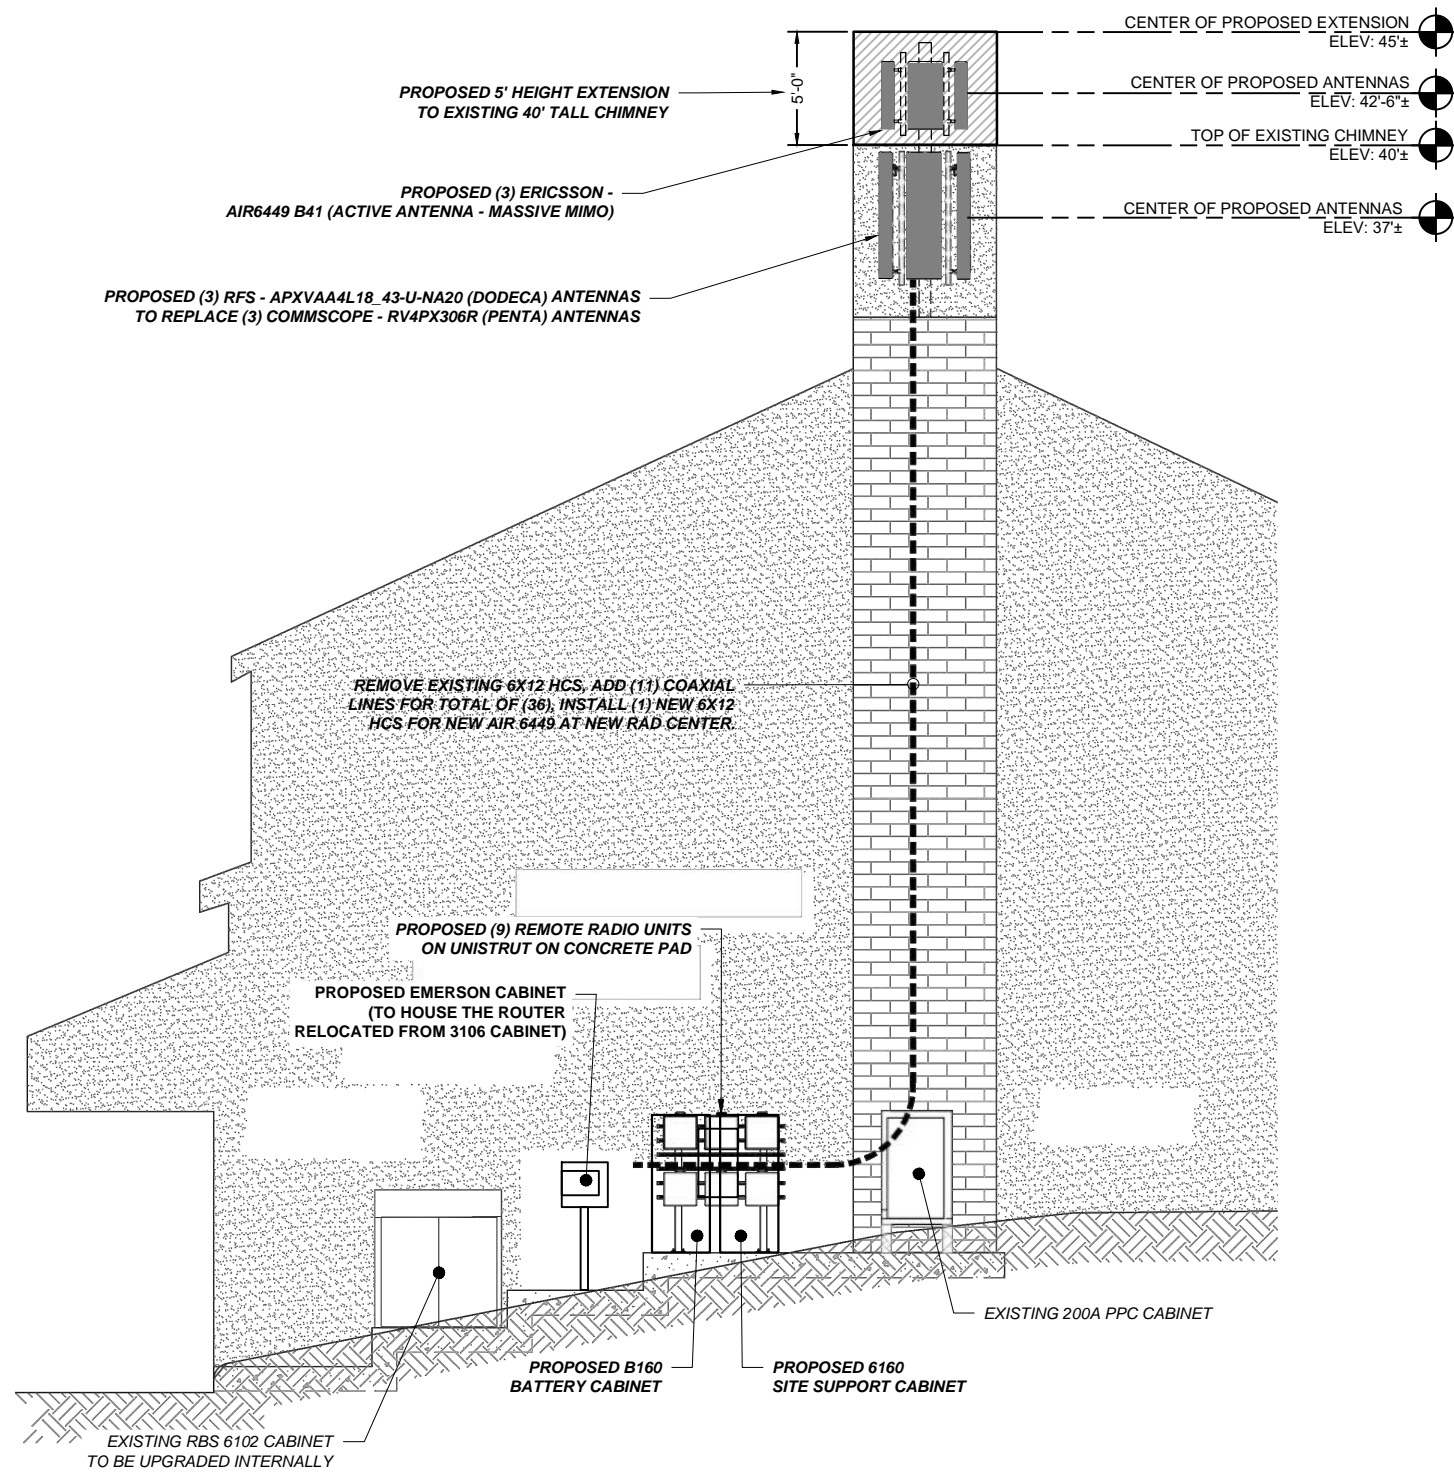 CENTER OF PROPOSED EXTENSION
ELEV: 45'±
CENTER OF PROPOSED ANTENNAS
ELEV: 42'-6"±
TOP OF EXISTING CHIMNEY
ELEV: 40'±
CENTER OF PROPOSED ANTENNAS
ELEV: 37'±
5'-0"
PROPOSED 5' HEIGHT EXTENSION
TO EXISTING 40' TALL CHIMNEY
PROPOSED (3) ERICSSON -
AIR6449 B41 (ACTIVE ANTENNA - MASSIVE MIMO)
PROPOSED (3) RFS - APXVAA4L18_43-U-NA20 (DODECA) ANTENNAS
TO REPLACE (3) COMMSCOPE - RV4PX306R (PENTA) ANTENNAS
REMOVE EXISTING 6X12 HCS, ADD (11) COAXIAL
LINES FOR TOTAL OF (36), INSTALL (1) NEW 6X12
HCS FOR NEW AIR 6449 AT NEW RAD CENTER.
PROPOSED (9) REMOTE RADIO UNITS
ON UNISTRUT ON CONCRETE PAD
PROPOSED EMERSON CABINET
(TO HOUSE THE ROUTER
RELOCATED FROM 3106 CABINET)
EXISTING 200A PPC CABINET
PROPOSED B160
BATTERY CABINET
PROPOSED 6160
SITE SUPPORT CABINET
EXISTING RBS 6102 CABINET
TO BE UPGRADED INTERNALLY